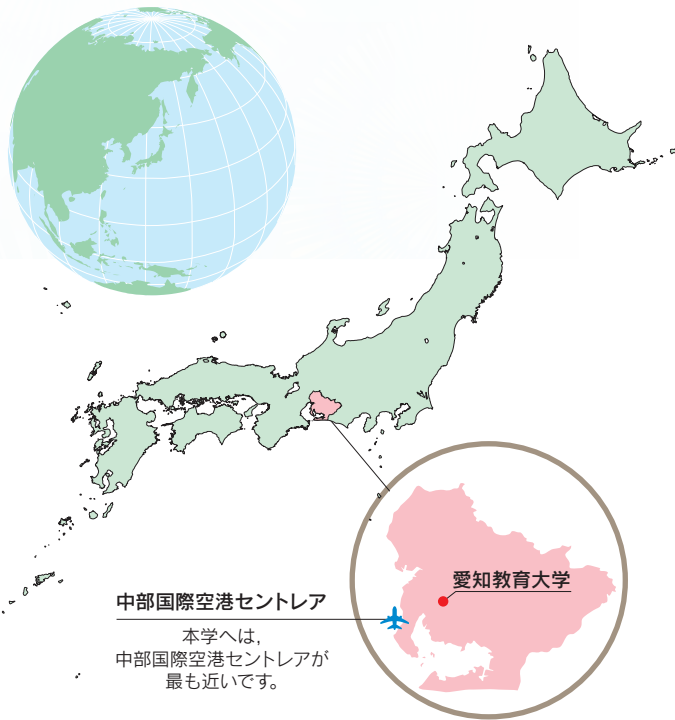 愛知教育大学
中部国際空港セントレア
本学へは，
中部国際空港セントレアが
最も近いです。